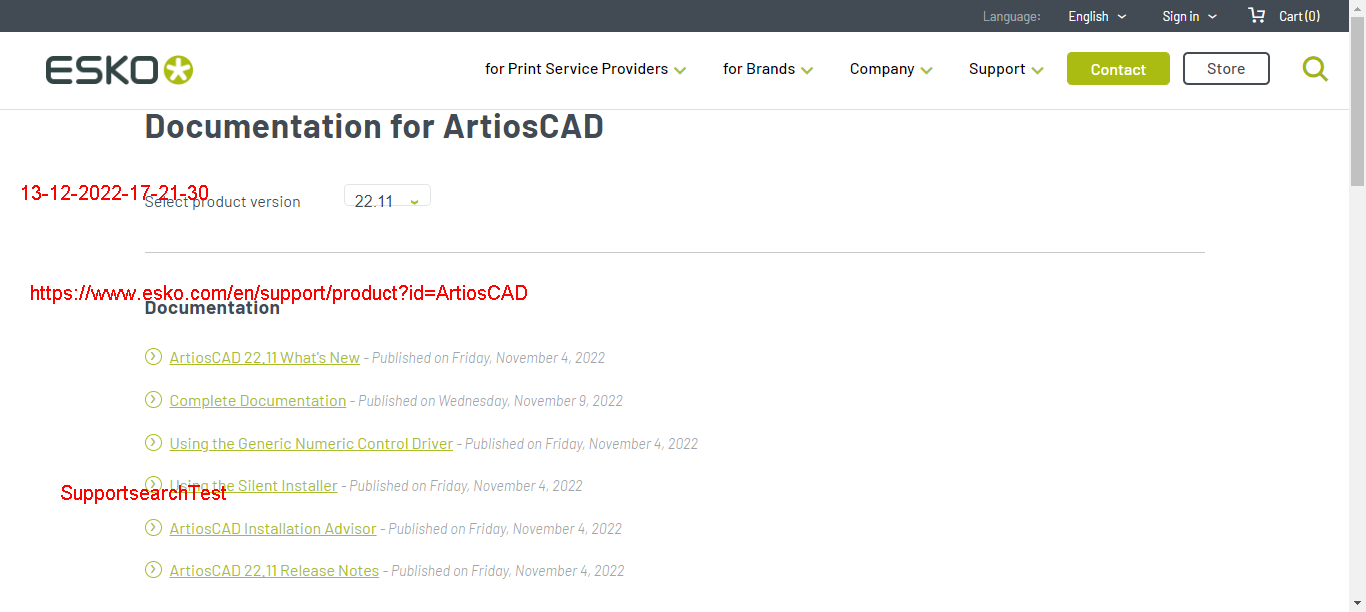 Language: English Sign in Cart (0)
ESKO for Print Service Providers for Brands Company Support Contact Store
Documentation for ArtiosCAD
13-12-2022-17-21-30
Select product version 22.11
https://www.esko.com/en/support/product?id=ArtiosCAD
Documentation
ArtiosCAD 22.11 What's New - Published on Friday, November 4, 2022
Complete Documentation - Published on Wednesday, November 9, 2022
Using the Generic Numeric Control Driver - Published on Friday, November 4, 2022
Using the Silent Installer - Published on Friday, November 4, 2022
SupportsearchTest
ArtiosCAD Installation Advisor - Published on Friday, November 4, 2022
ArtiosCAD 22.11 Release Notes - Published on Friday, November 4, 2022